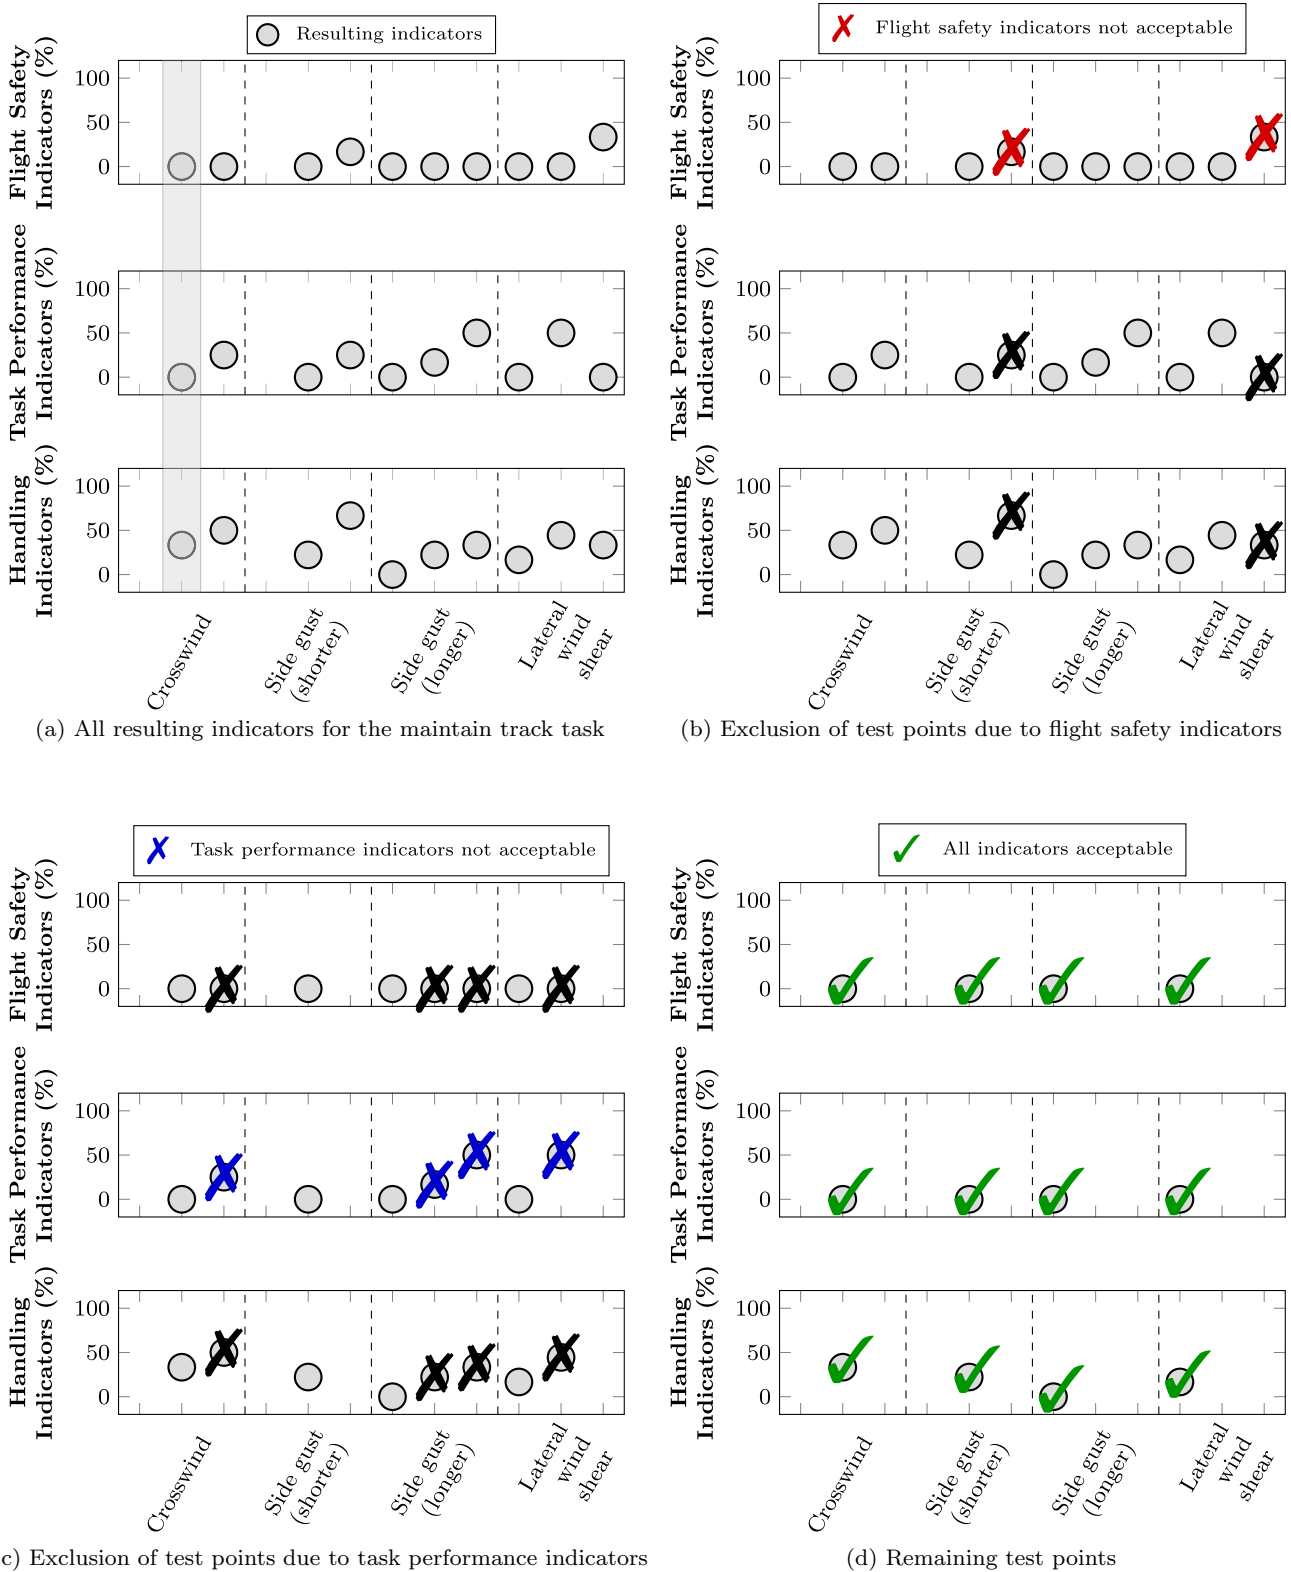 Resulting indicators
Flight Safety
Indicators (%)
100
50
0
Task Performance
Indicators (%)
100
50
0
Handling
Indicators (%)
100
50
0
Crosswind
Side gust
(shorter)
Side gust
(longer)
Lateral
wind
shear
(a) All resulting indicators for the maintain track task
Flight safety indicators not acceptable
Flight Safety
Indicators (%)
100
50
0
Task Performance
Indicators (%)
100
50
0
Handling
Indicators (%)
100
50
0
Crosswind
Side gust
(shorter)
Side gust
(longer)
Lateral
wind
shear
(b) Exclusion of test points due to flight safety indicators
Task performance indicators not acceptable
Flight Safety
Indicators (%)
100
50
0
Task Performance
Indicators (%)
100
50
0
Handling
Indicators (%)
100
50
0
Crosswind
Side gust
(shorter)
Side gust
(longer)
Lateral
wind
shear
c) Exclusion of test points due to task performance indicators
All indicators acceptable
Flight Safety
Indicators (%)
100
50
0
Task Performance
Indicators (%)
100
50
0
Handling
Indicators (%)
100
50
0
Crosswind
Side gust
(shorter)
Side gust
(longer)
Lateral
wind
shear
(d) Remaining test points